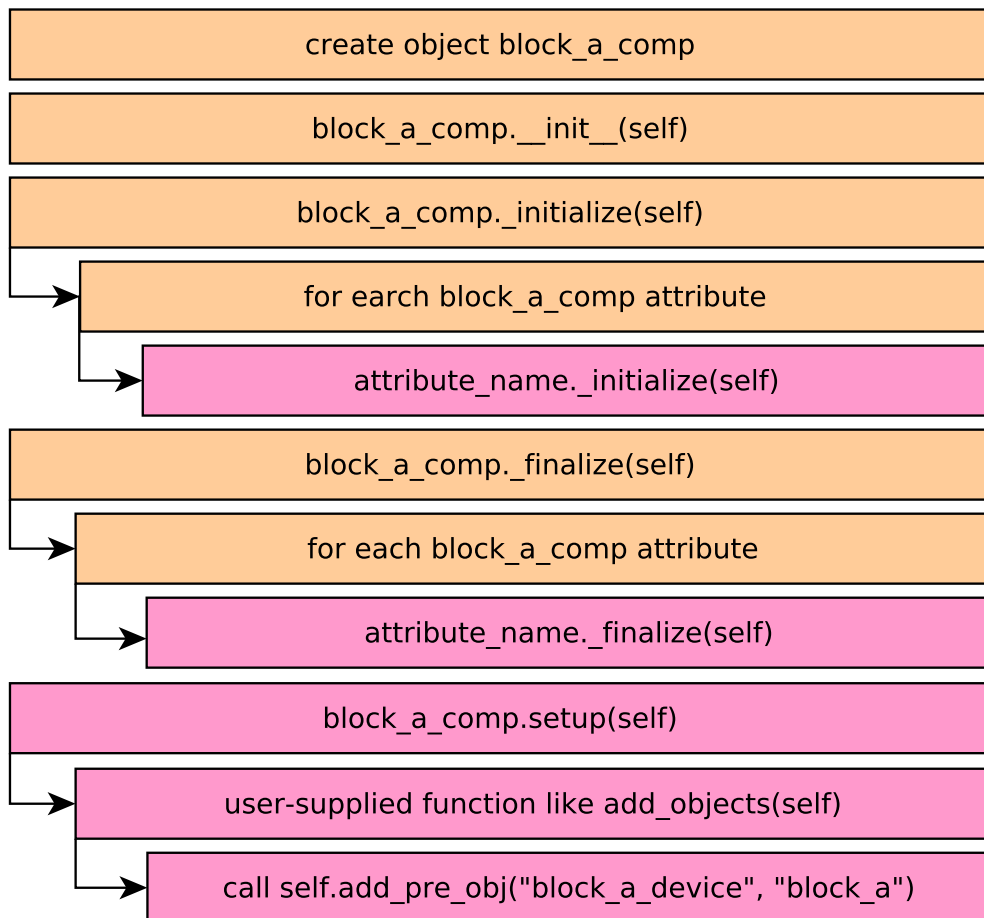 create object block_a_comp
block_a_comp.__init__(self)
block_a_comp._initialize(self)
for earch block_a_comp attribute
attribute_name._initialize(self)
block_a_comp._finalize(self)
for each block_a_comp attribute
attribute_name._finalize(self)
block_a_comp.setup(self)
user-supplied function like add_objects(self)
call self.add_pre_obj("block_a_device", "block_a")